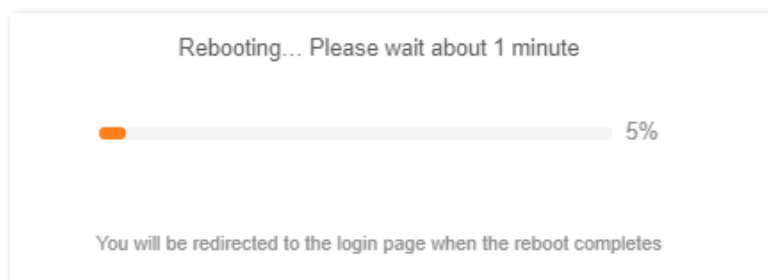 Rebooting... Please wait about 1 minute
5%
You will be redirected to the login page when the reboot completes